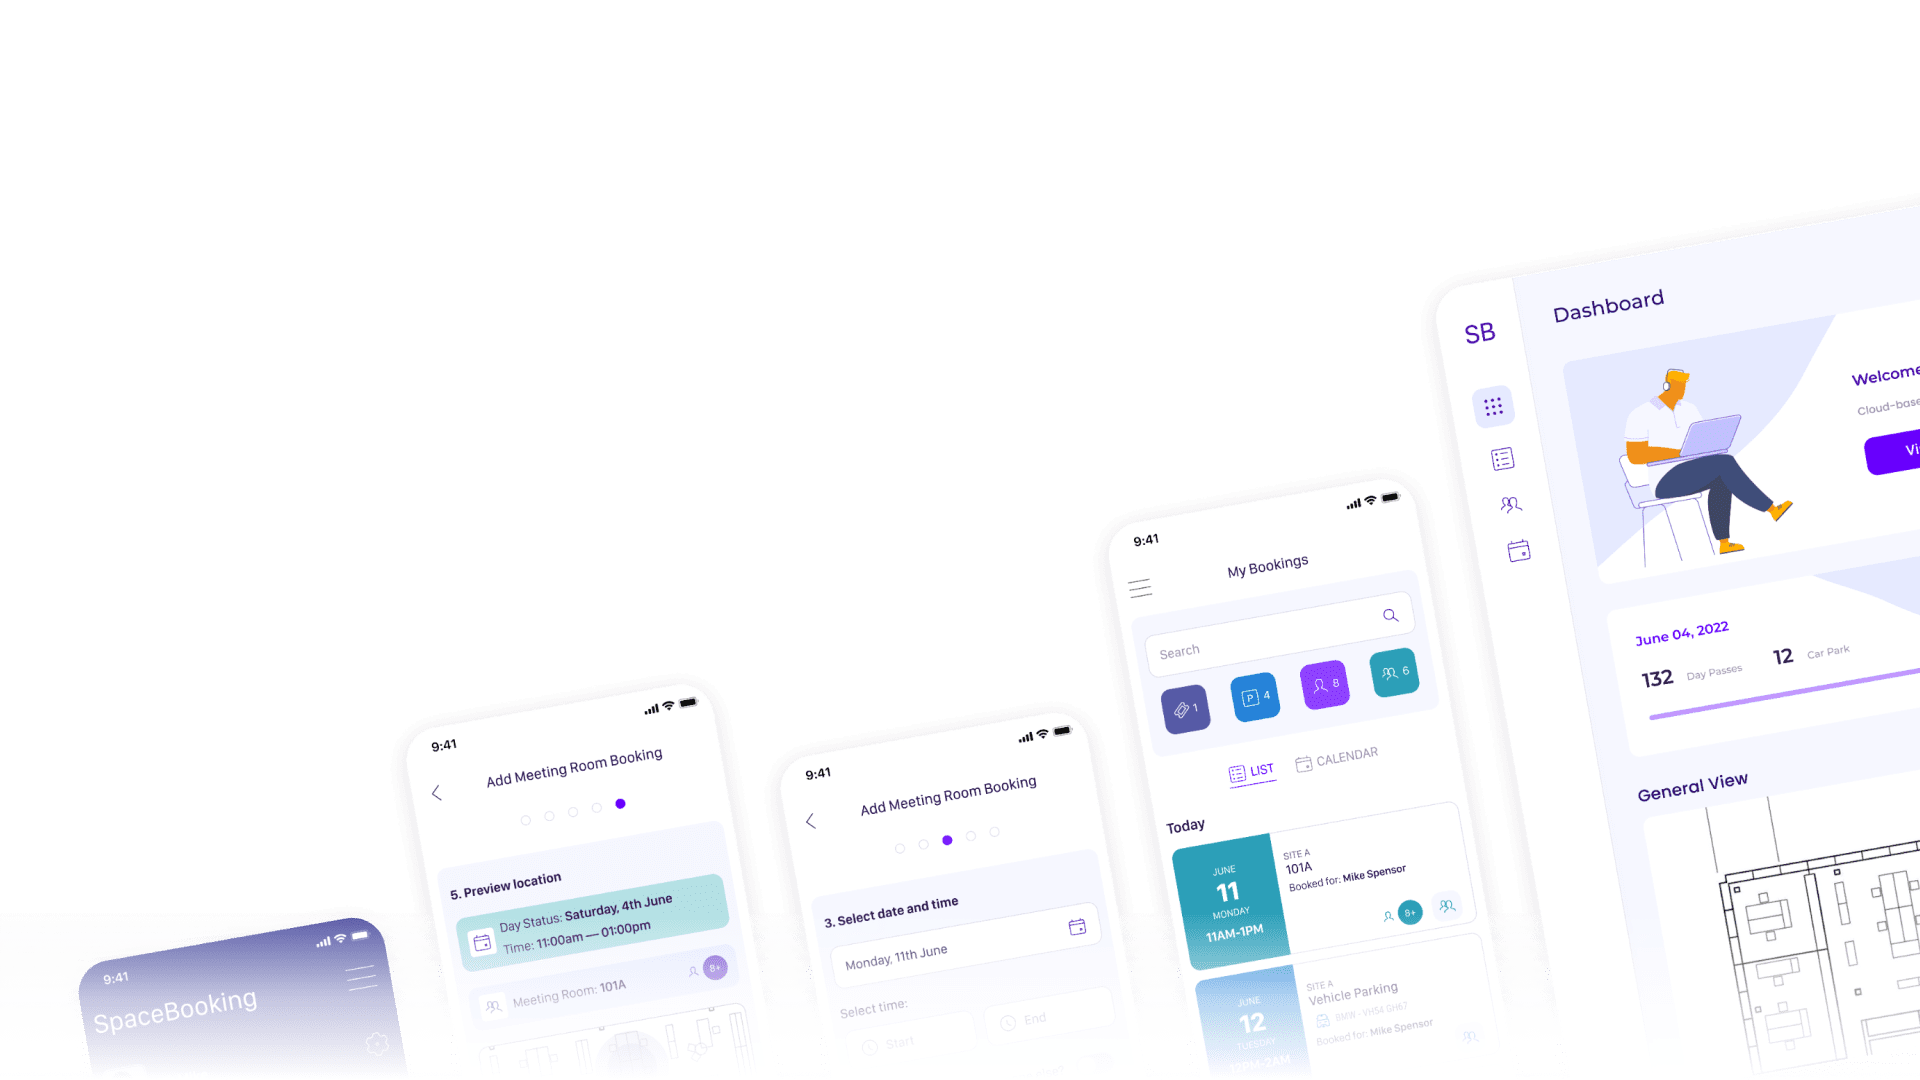 9:41
SpaceBooking
9:41
Add Meeting Room Booking
5. Preview location
Day Status: Saturday, 4th June
Time: 11:00am — 01:00pm
Meeting Room: 101A
8+
9:41
Add Meeting Room Booking
3. Select date and time
Monday, 11th June
Select time:
Start
End
9:41
My Bookings
Search
1
P 4
8
6
LIST
CALENDAR
Today
JUNE
11
MONDAY
11AM-1PM
SITE A
101A
Booked for: Mike Spensor
8+
JUNE
12
TUESDAY
SITE A
Vehicle Parking
BMW - VH54 GH67
Booked for: Mike Spensor
SB
Dashboard
Welcome
Cloud-base
Vi
June 04, 2022
132 Day Passes
12 Car Park
General View